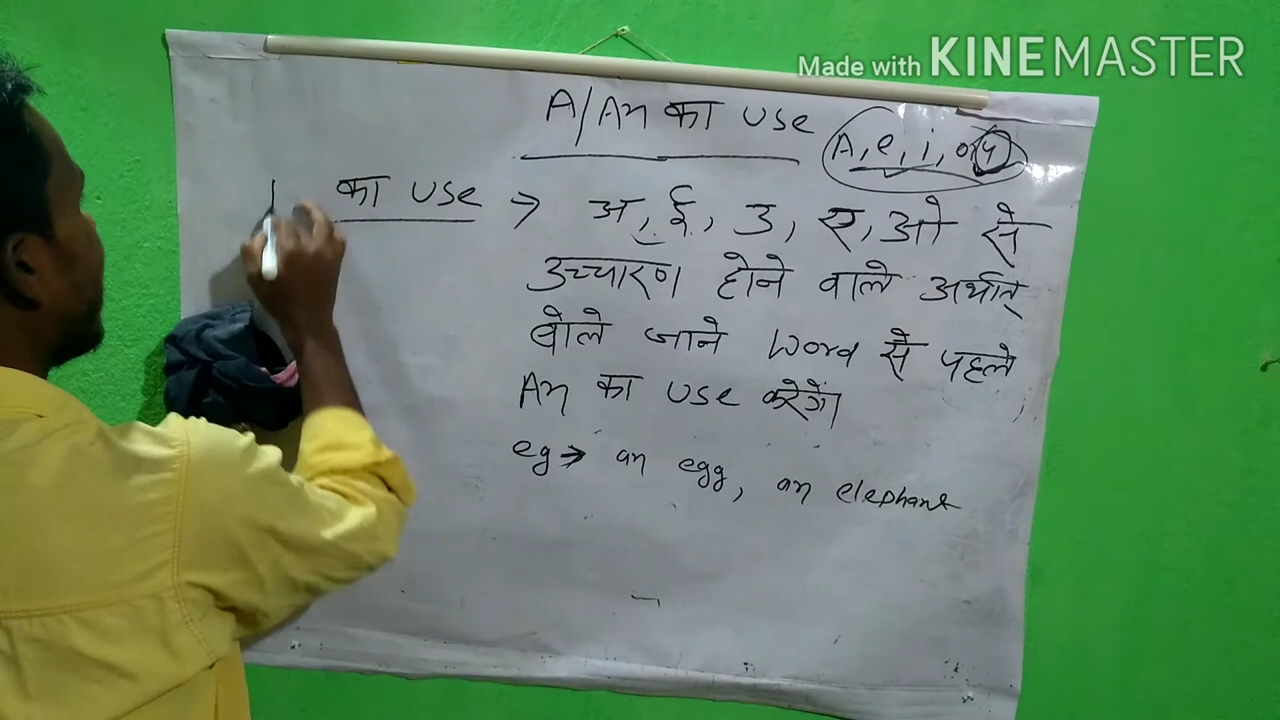 Made with KINEMASTER
A/An का use
A, e, i, o, u
का use → अ, ई, उ, ए, ओ से
उच्चारण होने वाले अर्थात्
बोले जाने word से पहले
An का use करेगें।
eg → an egg, an elephant